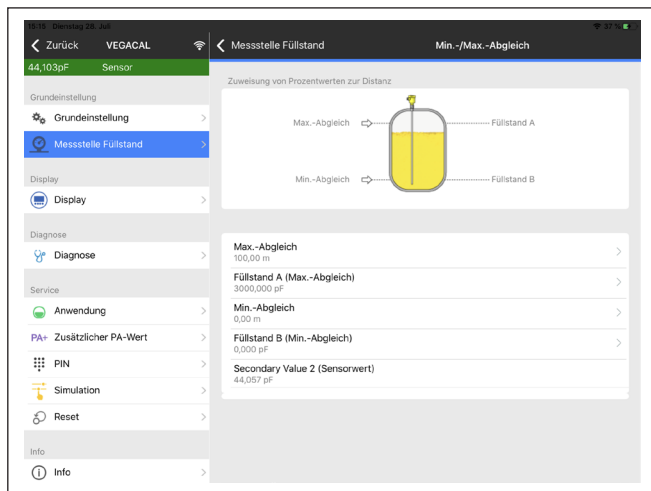 15:15 Dienstag 28. Juli
37 %
Zurück VEGACAL
44,103pF Sensor
Grundeinstellung
Grundeinstellung
Messstelle Füllstand
Display
Display
Diagnose
Diagnose
Service
Anwendung
PA+ Zusätzlicher PA-Wert
PIN
Simulation
Reset
Info
Info
Messstelle Füllstand
Min.-/Max.-Abgleich
Zuweisung von Prozentwerten zur Distanz
Max.-Abgleich Füllstand A
Min.-Abgleich Füllstand B
Max.-Abgleich
100,00 m
Füllstand A (Max.-Abgleich)
3000,000 pF
Min.-Abgleich
0,00 m
Füllstand B (Min.-Abgleich)
0,000 pF
Secondary Value 2 (Sensorwert)
44,057 pF